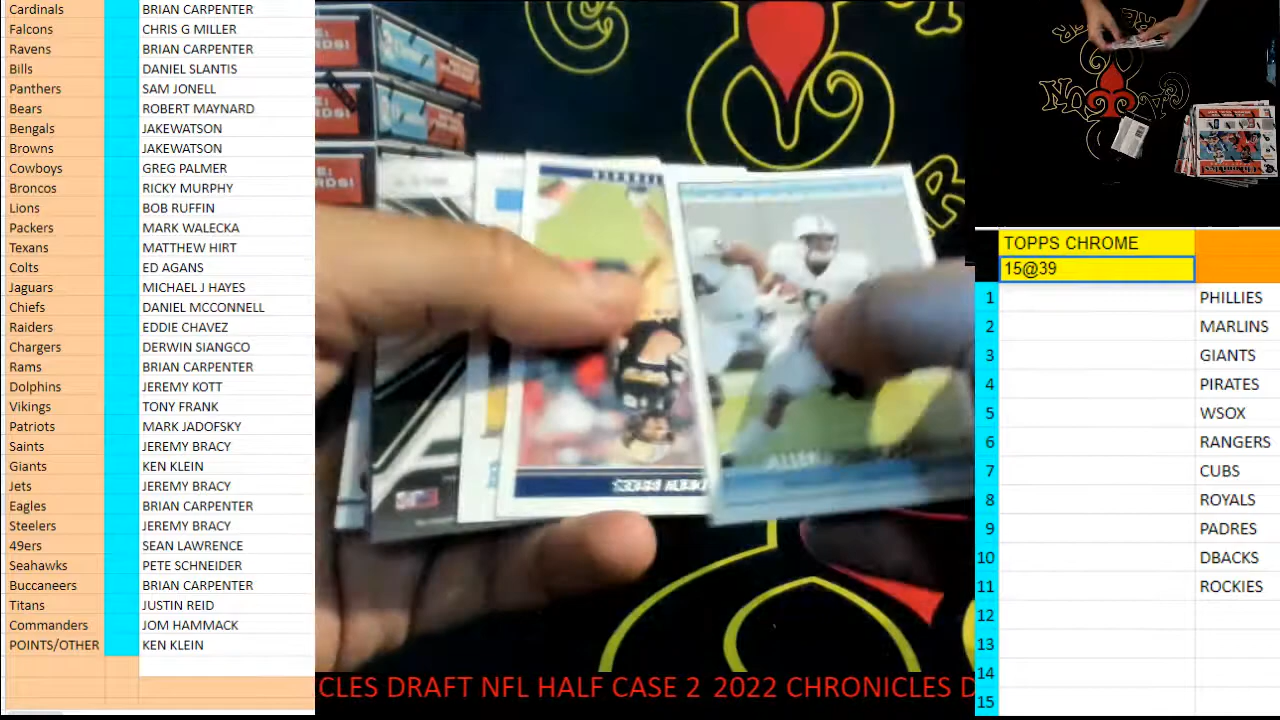 Cardinals BRIAN CARPENTER
Falcons CHRIS G MILLER
Ravens BRIAN CARPENTER
Bills DANIEL SLANTIS
Panthers SAM JONELL
Bears ROBERT MAYNARD
Bengals JAKEWATSON
Browns JAKEWATSON
Cowboys GREG PALMER
Broncos RICKY MURPHY
Lions BOB RUFFIN
Packers MARK WALECKA
Texans MATTHEW HIRT
Colts ED AGANS
Jaguars MICHAEL J HAYES
Chiefs DANIEL MCCONNELL
Raiders EDDIE CHAVEZ
Chargers DERWIN SIANGCO
Rams BRIAN CARPENTER
Dolphins JEREMY KOTT
Vikings TONY FRANK
Patriots MARK JADOFSKY
Saints JEREMY BRACY
Giants KEN KLEIN
Jets JEREMY BRACY
Eagles BRIAN CARPENTER
Steelers JEREMY BRACY
49ers SEAN LAWRENCE
Seahawks PETE SCHNEIDER
Buccaneers BRIAN CARPENTER
Titans JUSTIN REID
Commanders JOM HAMMACK
POINTS/OTHER KEN KLEIN
ALLEN
CLES DRAFT NFL HALF CASE 2 2022 CHRONICLES D
TOPPS CHROME
15@39
1 PHILLIES
2 MARLINS
3 GIANTS
4 PIRATES
5 WSOX
6 RANGERS
7 CUBS
8 ROYALS
9 PADRES
10 DBACKS
11 ROCKIES
12
13
14
15